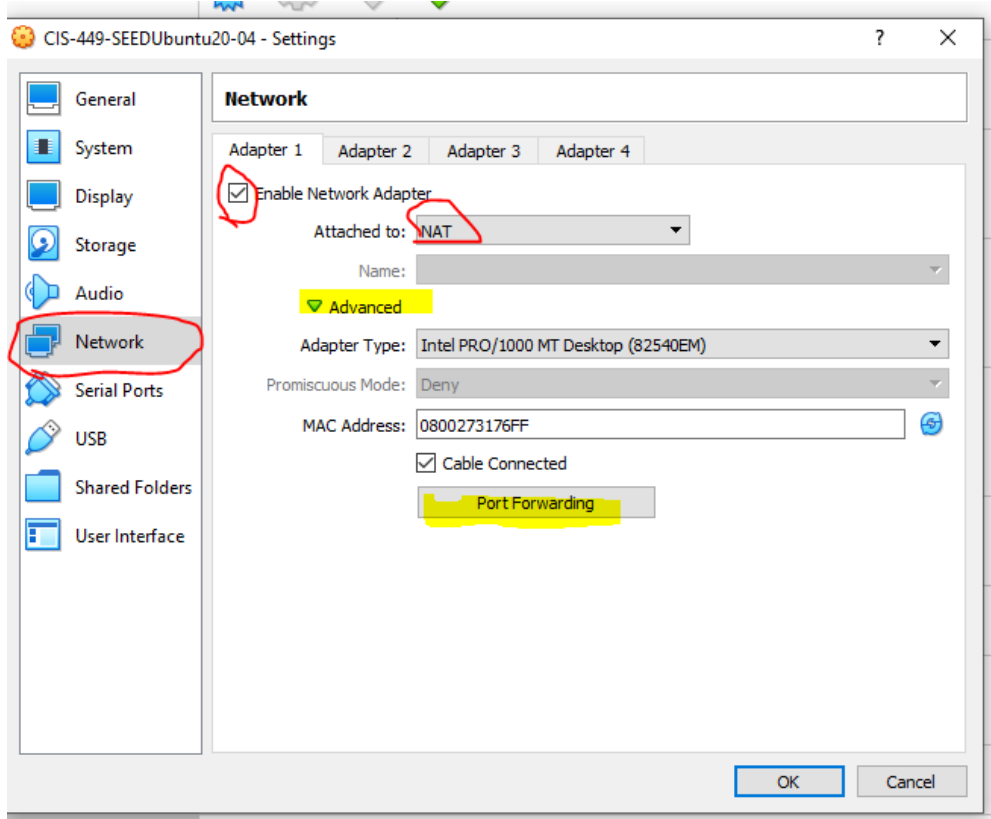 CIS-449-SEEDUbuntu20-04 - Settings
?
General
System
Display
Storage
Audio
Network
Serial Ports
USB
Shared Folders
User Interface
Network
Adapter 1
Adapter 2
Adapter 3
Adapter 4
Enable Network Adapter
Attached to: NAT
Name:
Advanced
Adapter Type: Intel PRO/1000 MT Desktop (82540EM)
Promiscuous Mode: Deny
MAC Address: 0800273176FF
Cable Connected
Port Forwarding
OK
Cancel